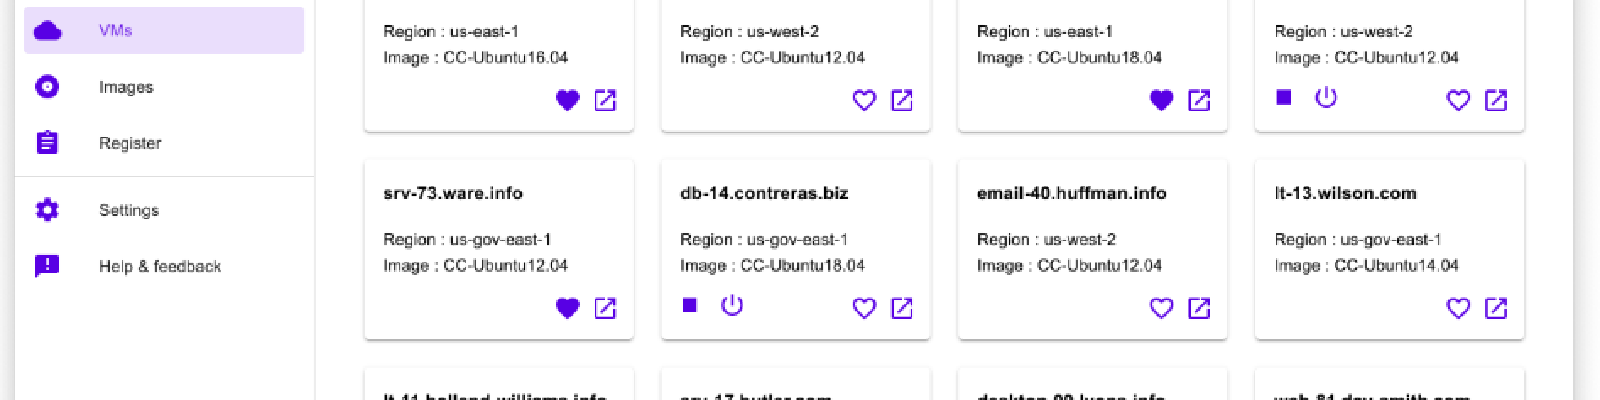 VMs
Images
Register
Settings
Help & feedback
Region : us-east-1
Image : CC-Ubuntu16.04
Region : us-west-2
Image : CC-Ubuntu12.04
Region : us-east-1
Image : CC-Ubuntu18.04
Region : us-west-2
Image : CC-Ubuntu12.04
srv-73.ware.info
Region : us-gov-east-1
Image : CC-Ubuntu12.04
db-14.contreras.biz
Region : us-gov-east-1
Image : CC-Ubuntu18.04
email-40.huffman.info
Region : us-west-2
Image : CC-Ubuntu12.04
lt-13.wilson.com
Region : us-gov-east-1
Image : CC-Ubuntu14.04